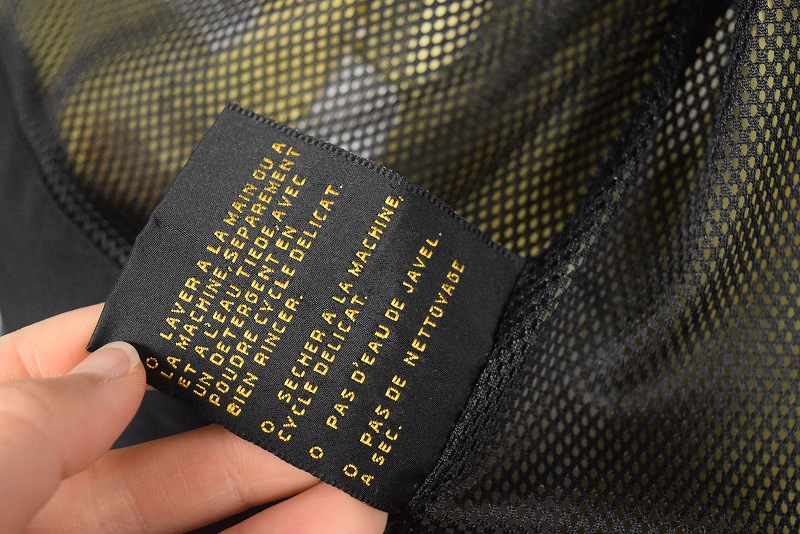 O LAVER A LA MAIN OU A
LA MACHINE, SEPAREMENT
ET A L'EAU TIEDE, AVEC
UN DETERGENT EN
POUDRE CYCLE DELICAT.
BIEN RINCER.
O SECHER A LA MACHINE,
CYCLE DELICAT.
O PAS D'EAU DE JAVEL.
O PAS DE NETTOYAGE
A SEC.